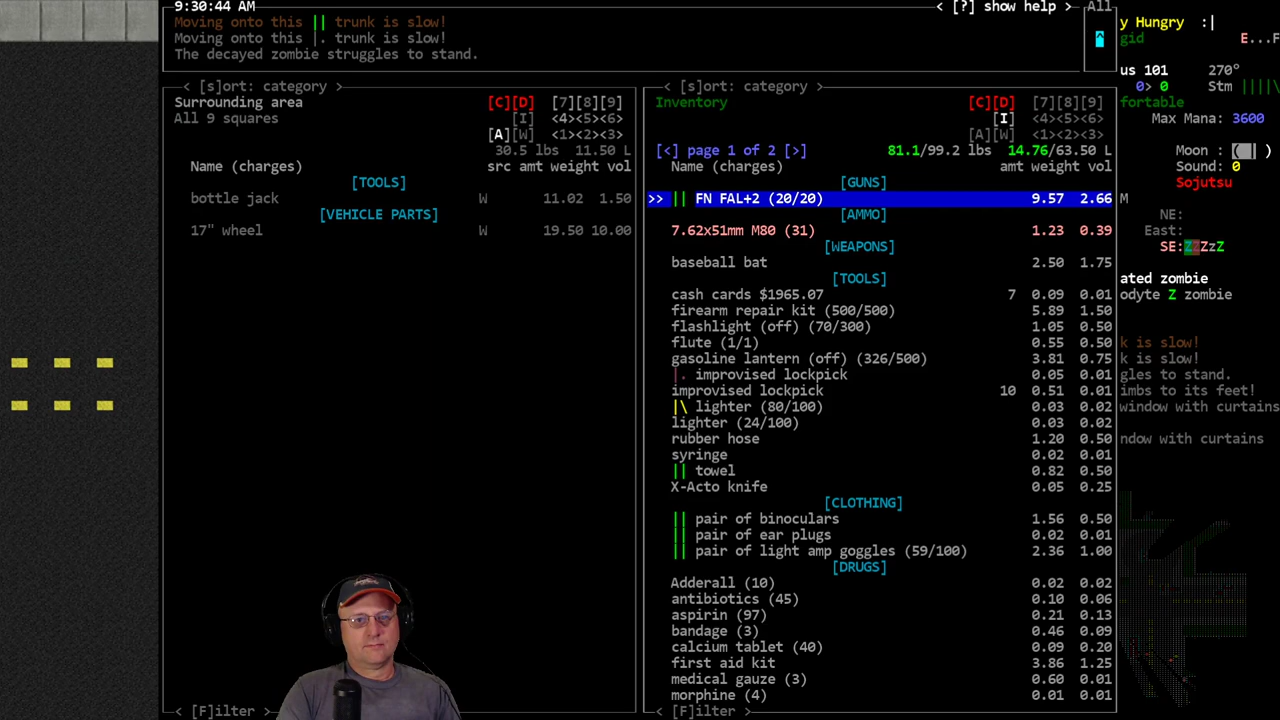 9:30:44 AM
< [?] show help >
All
Moving onto this || trunk is slow!
Moving onto this |. trunk is slow!
The decayed zombie struggles to stand.
< [s]ort: category >
Surrounding area [C][D] [7][8][9]
All 9 squares [I] <4><5><6>
[A][W] <1><2><3>
30.5 lbs 11.50 L
Name (charges) src amt weight vol
[TOOLS]
bottle jack W 11.02 1.50
[VEHICLE PARTS]
17" wheel W 19.50 10.00
< [F]ilter >
< [s]ort: category >
Inventory [C][D] [7][8][9]
[I] <4><5><6>
[A][W] <1><2><3>
[<] page 1 of 2 [>] 81.1/99.2 lbs 14.76/63.50 L
Name (charges) amt weight vol
[GUNS]
>> || FN FAL+2 (20/20) 9.57 2.66
[AMMO]
7.62x51mm M80 (31) 1.23 0.39
[WEAPONS]
baseball bat 2.50 1.75
[TOOLS]
cash cards $1965.07 7 0.09 0.01
firearm repair kit (500/500) 5.89 1.50
flashlight (off) (70/300) 1.05 0.50
flute (1/1) 0.55 0.50
gasoline lantern (off) (326/500) 3.81 0.75
|. improvised lockpick 0.05 0.01
improvised lockpick 10 0.51 0.01
|\ lighter (80/100) 0.03 0.02
lighter (24/100) 0.03 0.02
rubber hose 1.20 0.50
syringe 0.02 0.01
|| towel 0.82 0.50
X-Acto knife 0.05 0.25
[CLOTHING]
|| pair of binoculars 1.56 0.50
|| pair of ear plugs 0.02 0.01
|| pair of light amp goggles (59/100) 2.36 1.00
[DRUGS]
Adderall (10) 0.02 0.02
antibiotics (45) 0.10 0.06
aspirin (97) 0.21 0.13
bandage (3) 0.46 0.09
calcium tablet (40) 0.09 0.20
first aid kit 3.86 1.25
medical gauze (3) 0.60 0.01
morphine (4) 0.01 0.01
< [F]ilter >
y Hungry :|
gid E...F
us 101 270°
0> 0 Stm ||||\
fortable
Max Mana: 3600
Moon : ( | )
Sound: 0
Sojutsu
M
NE:
East:
SE:ZzZzZ
ated zombie
odyte Z zombie
k is slow!
k is slow!
gles to stand.
imbs to its feet!
window with curtains
ndow with curtains